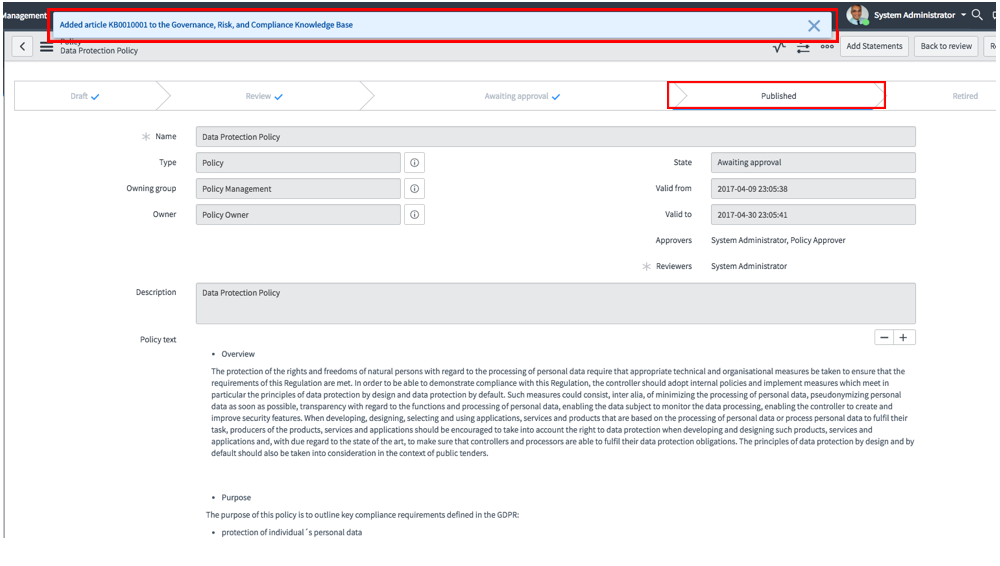 Management
Added article KB0010001 to the Governance, Risk, and Compliance Knowledge Base
System Administrator
Policy
Data Protection Policy
Add Statements
Back to review
Draft
Review
Awaiting approval
Published
Retired
Name
Data Protection Policy
Type
Policy
State
Awaiting approval
Owning group
Policy Management
Valid from
2017-04-09 23:05:38
Owner
Policy Owner
Valid to
2017-04-30 23:05:41
Approvers
System Administrator, Policy Approver
Reviewers
System Administrator
Description
Data Protection Policy
Policy text
• Overview
The protection of the rights and freedoms of natural persons with regard to the processing of personal data require that appropriate technical and organisational measures be taken to ensure that the
requirements of this Regulation are met. In order to be able to demonstrate compliance with this Regulation, the controller should adopt internal policies and implement measures which meet in
particular the principles of data protection by design and data protection by default. Such measures could consist, inter alia, of minimizing the processing of personal data, pseudonymizing personal
data as soon as possible, transparency with regard to the functions and processing of personal data, enabling the data subject to monitor the data processing, enabling the controller to create and
improve security features. When developing, designing, selecting and using applications, services and products that are based on the processing of personal data or process personal data to fulfil their
task, producers of the products, services and applications should be encouraged to take into account the right to data protection when developing and designing such products, services and
applications and, with due regard to the state of the art, to make sure that controllers and processors are able to fulfil their data protection obligations. The principles of data protection by design and by
default should also be taken into consideration in the context of public tenders.
• Purpose
The purpose of this policy is to outline key compliance requirements defined in the GDPR:
• protection of individual´s personal data